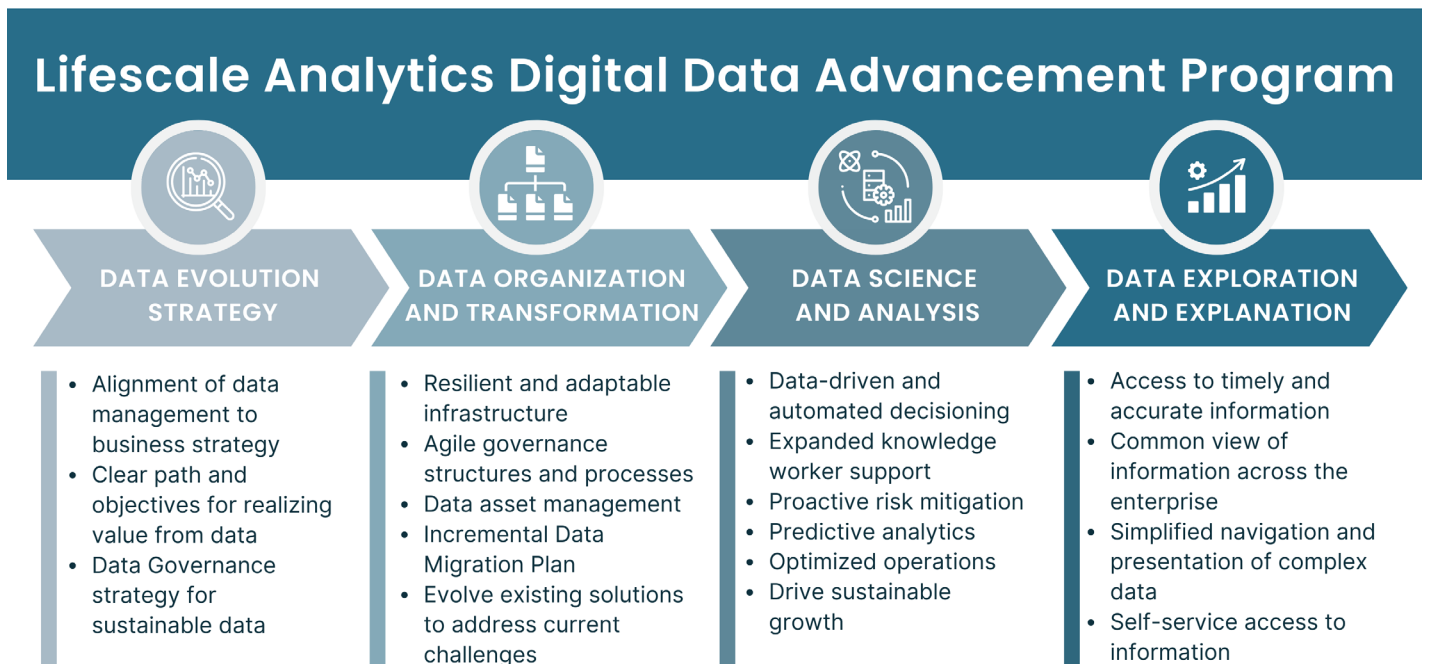 Lifescale Analytics Digital Data Advancement Program
DATA EVOLUTION
STRATEGY
• Alignment of data
management to
business strategy
• Clear path and
objectives for realizing
value from data
• Data Governance
strategy for
sustainable data
DATA ORGANIZATION
AND TRANSFORMATION
• Resilient and adaptable
infrastructure
• Agile governance
structures and processes
• Data asset management
• Incremental Data
Migration Plan
• Evolve existing solutions
to address current
challenges
DATA SCIENCE
AND ANALYSIS
• Data-driven and
automated decisioning
• Expanded knowledge
worker support
• Proactive risk mitigation
• Predictive analytics
• Optimized operations
• Drive sustainable
growth
DATA EXPLORATION
AND EXPLANATION
• Access to timely and
accurate information
• Common view of
information across the
enterprise
• Simplified navigation and
presentation of complex
data
• Self-service access to
information